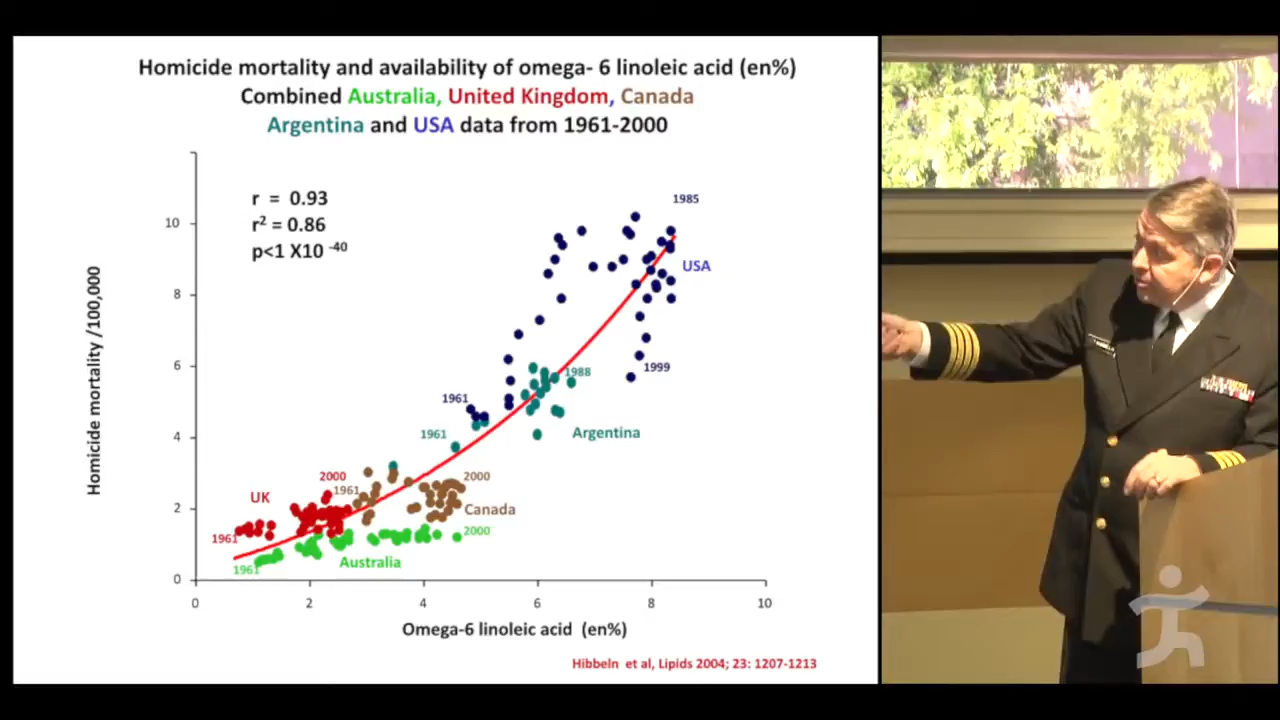 Homicide mortality and availability of omega- 6 linoleic acid (en%)
Combined Australia, United Kingdom, Canada
Argentina and USA data from 1961-2000
r = 0.93
r² = 0.86
p<1 X10 -40
Homicide mortality /100,000
10
8
6
4
2
0
0 2 4 6 8 10
1985
USA
1999
1988
1961
1961
Argentina
2000
UK
1961
2000
Canada
1961
2000
1961
Australia
Omega-6 linoleic acid (en%)
Hibbeln et al, Lipids 2004; 23: 1207-1213